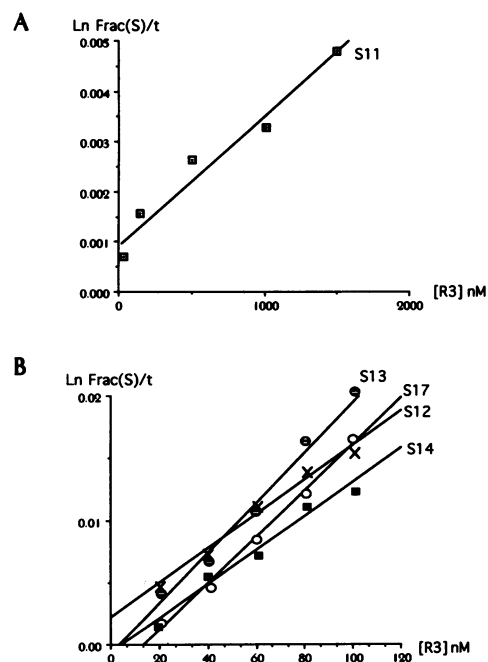 A
Ln Frac(S)/t
0.005
S11
0.004
0.003
0.002
0.001
0.000
0 1000 2000
[R3] nM
B
Ln Frac(S)/t
S13
0.02
S17
S12
S14
0.01
0.00
0 20 40 60 80 100 120
[R3] nM